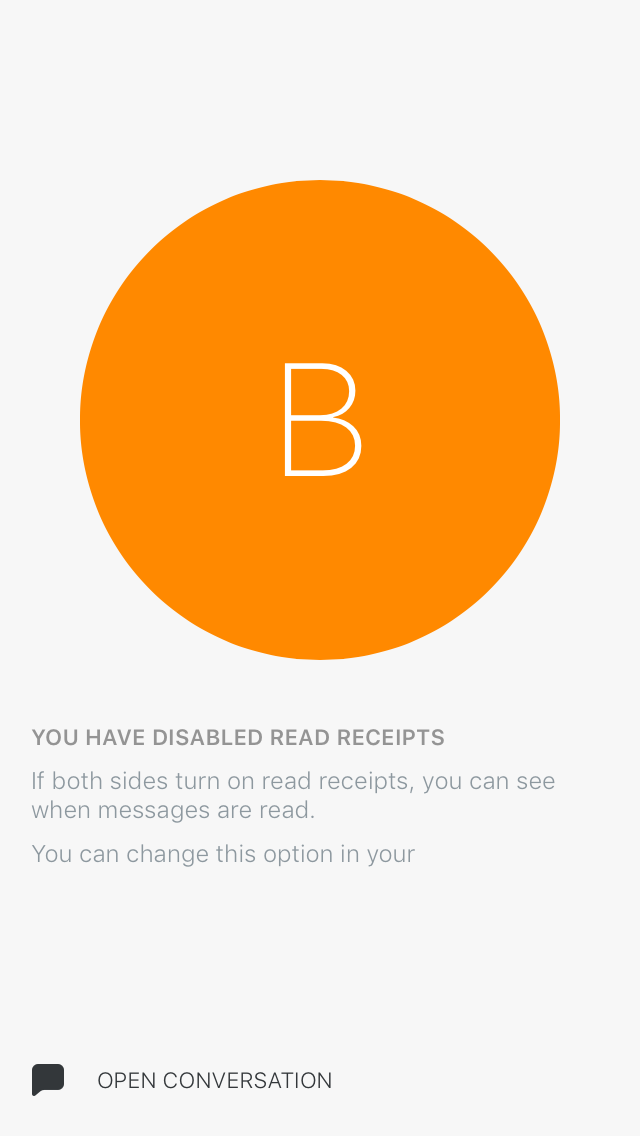 B
YOU HAVE DISABLED READ RECEIPTS
If both sides turn on read receipts, you can see
when messages are read.
You can change this option in your
OPEN CONVERSATION